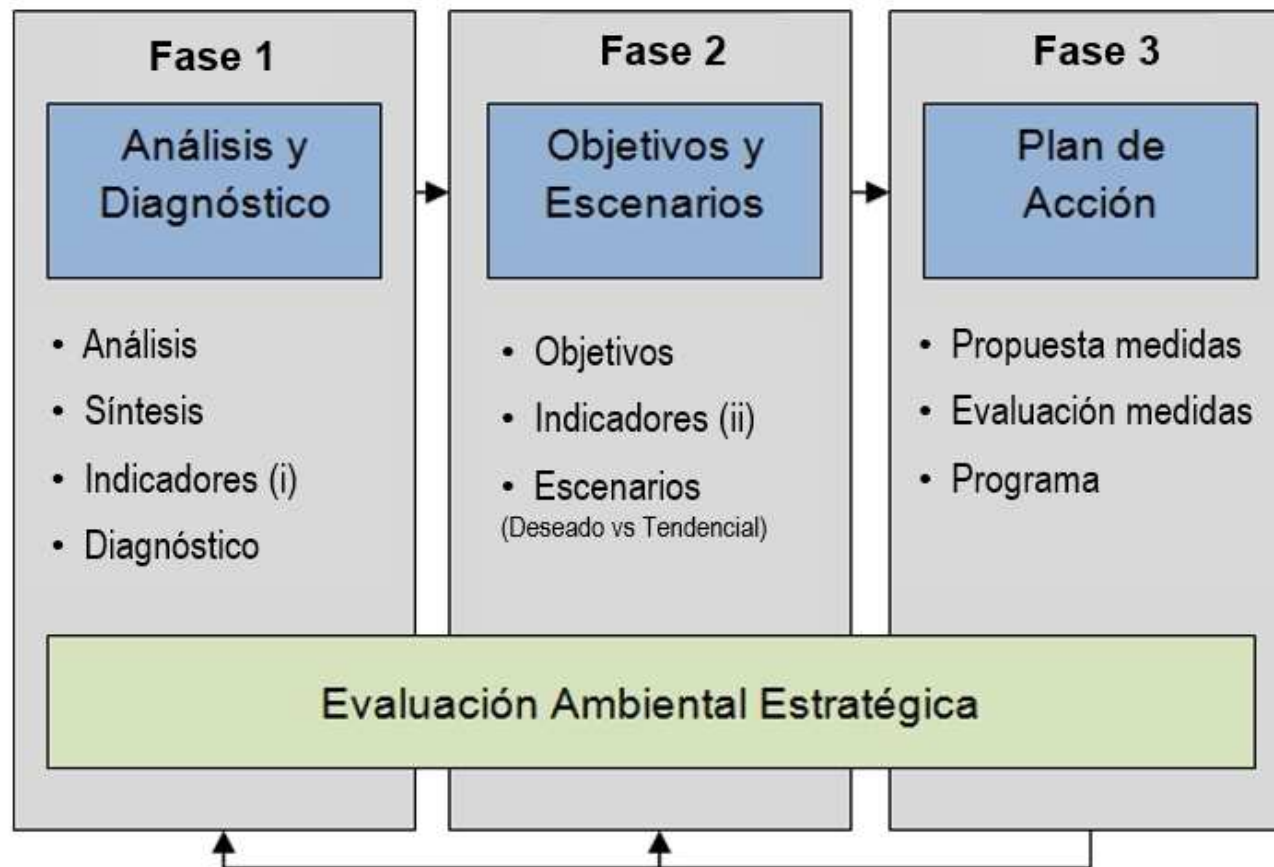 Fase 1
Análisis y
Diagnóstico
• Análisis
• Síntesis
• Indicadores (i)
• Diagnóstico
Fase 2
Objetivos y
Escenarios
• Objetivos
• Indicadores (ii)
• Escenarios
(Deseado vs Tendencial)
Fase 3
Plan de
Acción
• Propuesta medidas
• Evaluación medidas
• Programa
Evaluación Ambiental Estratégica